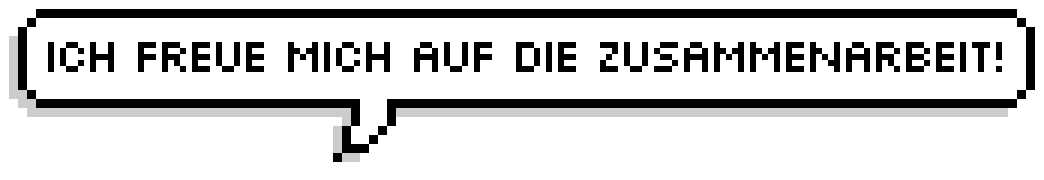 ICH FREUE MICH AUF DIE ZUSAMMENARBEIT!